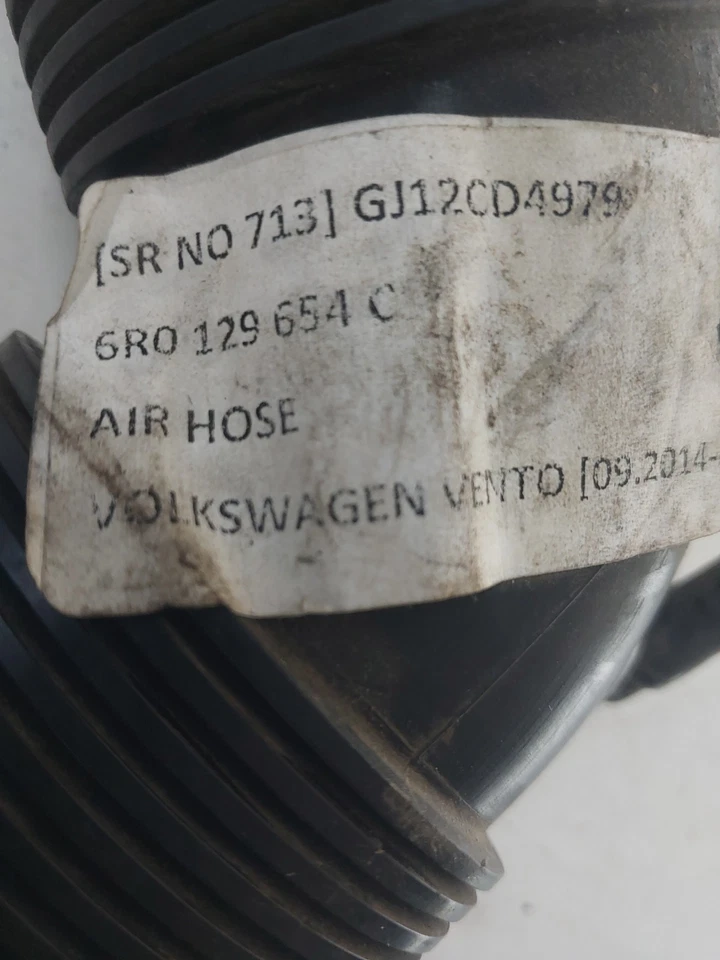 [SR NO 713] GJ12CD4979
6R0 129 654 C
AIR HOSE
VOLKSWAGEN VENTO [09.2014-